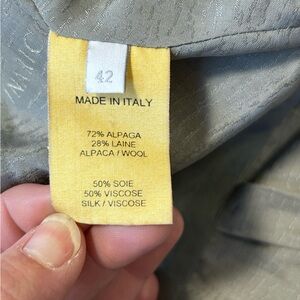 42
MADE IN ITALY
72% ALPAGA
28% LAINE
ALPACA / WOOL
50% SOIE
50% VISCOSE
SILK / VISCOSE